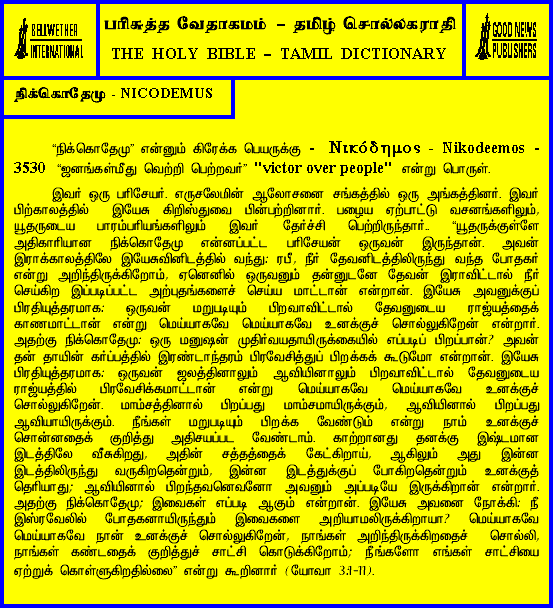 BELLWETHER
INTERNATIONAL
பரிசுத்த வேதாகமம் – தமிழ் சொல்லகராதி
THE HOLY BIBLE – TAMIL DICTIONARY
GOOD NEWS
PUBLISHERS
நிக்கொதேமு - NICODEMUS
“நிக்கொதேமு” என்னும் கிரேக்க பெயருக்கு - Νικόδημος - Nikodeemos -
3530 “ஜனங்கள்மீது வெற்றி பெற்றவர்” "victor over people" என்று பொருள்.
இவர் ஒரு பரிசேயர். எருசலேமின் ஆலோசனை சங்கத்தில் ஒரு அங்கத்தினர். இவர்
பிற்காலத்தில் இயேசு கிறிஸ்துவை பின்பற்றினார். பழைய ஏற்பாட்டு வசனங்களிலும்,
யூதருடைய பாரம்பரியங்களிலும் இவர் தேர்ச்சி பெற்றிருந்தார்.. “யூதருக்குள்ளே
அதிகாரியான நிக்கொதேமு என்னப்பட்ட பரிசேயன் ஒருவன் இருந்தான். அவன்
இராக்காலத்திலே இயேசுவினிடத்தில் வந்து: ரபீ, நீர் தேவனிடத்திலிருந்து வந்த போதகர்
என்று அறிந்திருக்கிறோம், ஏனெனில் ஒருவனும் தன்னுடனே தேவன் இராவிட்டால் நீர்
செய்கிற இப்படிப்பட்ட அற்புதங்களைச் செய்ய மாட்டான் என்றான். இயேசு அவனுக்குப்
பிரதியுத்தரமாக: ஒருவன் மறுபடியும் பிறவாவிட்டால் தேவனுடைய ராஜ்யத்தைக்
காணமாட்டான் என்று மெய்யாகவே மெய்யாகவே உனக்குச் சொல்லுகிறேன் என்றார்.
அதற்கு நிக்கொதேமு: ஒரு மனுஷன் முதிர்வயதாயிருக்கையில் எப்படிப் பிறப்பான்? அவன்
தன் தாயின் கர்ப்பத்தில் இரண்டாந்தரம் பிரவேசித்துப் பிறக்கக் கூடுமோ என்றான். இயேசு
பிரதியுத்தரமாக: ஒருவன் ஜலத்தினாலும் ஆவியினாலும் பிறவாவிட்டால் தேவனுடைய
ராஜ்யத்தில் பிரவேசிக்கமாட்டான் என்று மெய்யாகவே மெய்யாகவே உனக்குச்
சொல்லுகிறேன். மாம்சத்தினால் பிறப்பது மாம்சமாயிருக்கும், ஆவியினால் பிறப்பது
ஆவியாயிருக்கும். நீங்கள் மறுபடியும் பிறக்க வேண்டும் என்று நாம் உனக்குச்
சொன்னதைக் குறித்து அதிசயப்பட வேண்டாம். காற்றானது தனக்கு இஷ்டமான
இடத்திலே வீசுகிறது, அதின் சத்தத்தைக் கேட்கிறாய், ஆகிலும் அது இன்ன
இடத்திலிருந்து வருகிறதென்றும், இன்ன இடத்துக்குப் போகிறதென்றும் உனக்குத்
தெரியாது; ஆவியினால் பிறந்தவனெவனோ அவனும் அப்படியே இருக்கிறான் என்றார்.
அதற்கு நிக்கொதேமு; இவைகள் எப்படி ஆகும் என்றான். இயேசு அவனை நோக்கி: நீ
இஸ்ரவேலில் போதகனாயிருந்தும் இவைகளை அறியாமலிருக்கிறாயா? மெய்யாகவே
மெய்யாகவே நான் உனக்குச் சொல்லுகிறேன், நாங்கள் அறிந்திருக்கிறதைச் சொல்லி,
நாங்கள் கண்டதைக் குறித்துச் சாட்சி கொடுக்கிறோம்; நீங்களோ எங்கள் சாட்சியை
ஏற்றுக் கொள்ளுகிறதில்லை” என்று கூறினார் (யோவா 3:1-11).